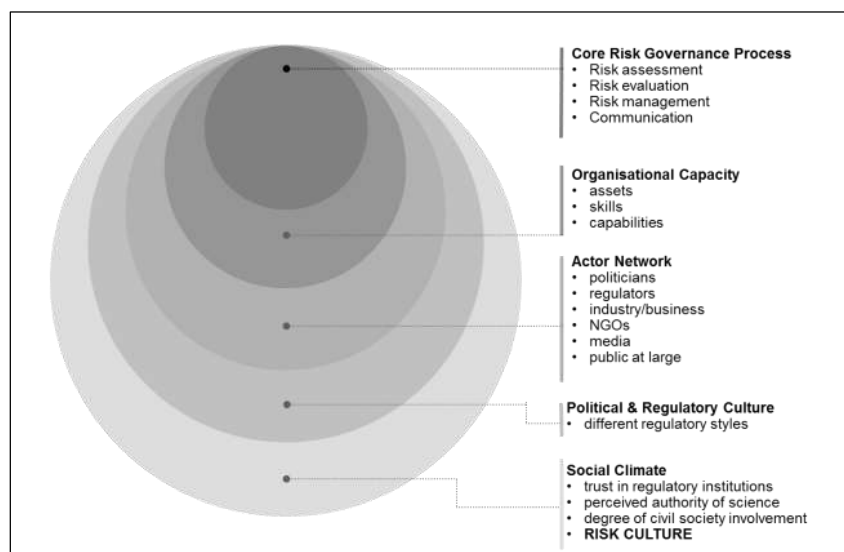 Core Risk Governance Process
• Risk assessment
• Risk evaluation
• Risk management
• Communication
Organisational Capacity
• assets
• skills
• capabilities
Actor Network
• politicians
• regulators
• industry/business
• NGOs
• media
• public at large
Political & Regulatory Culture
• different regulatory styles
Social Climate
• trust in regulatory institutions
• perceived authority of science
• degree of civil society involvement
• RISK CULTURE